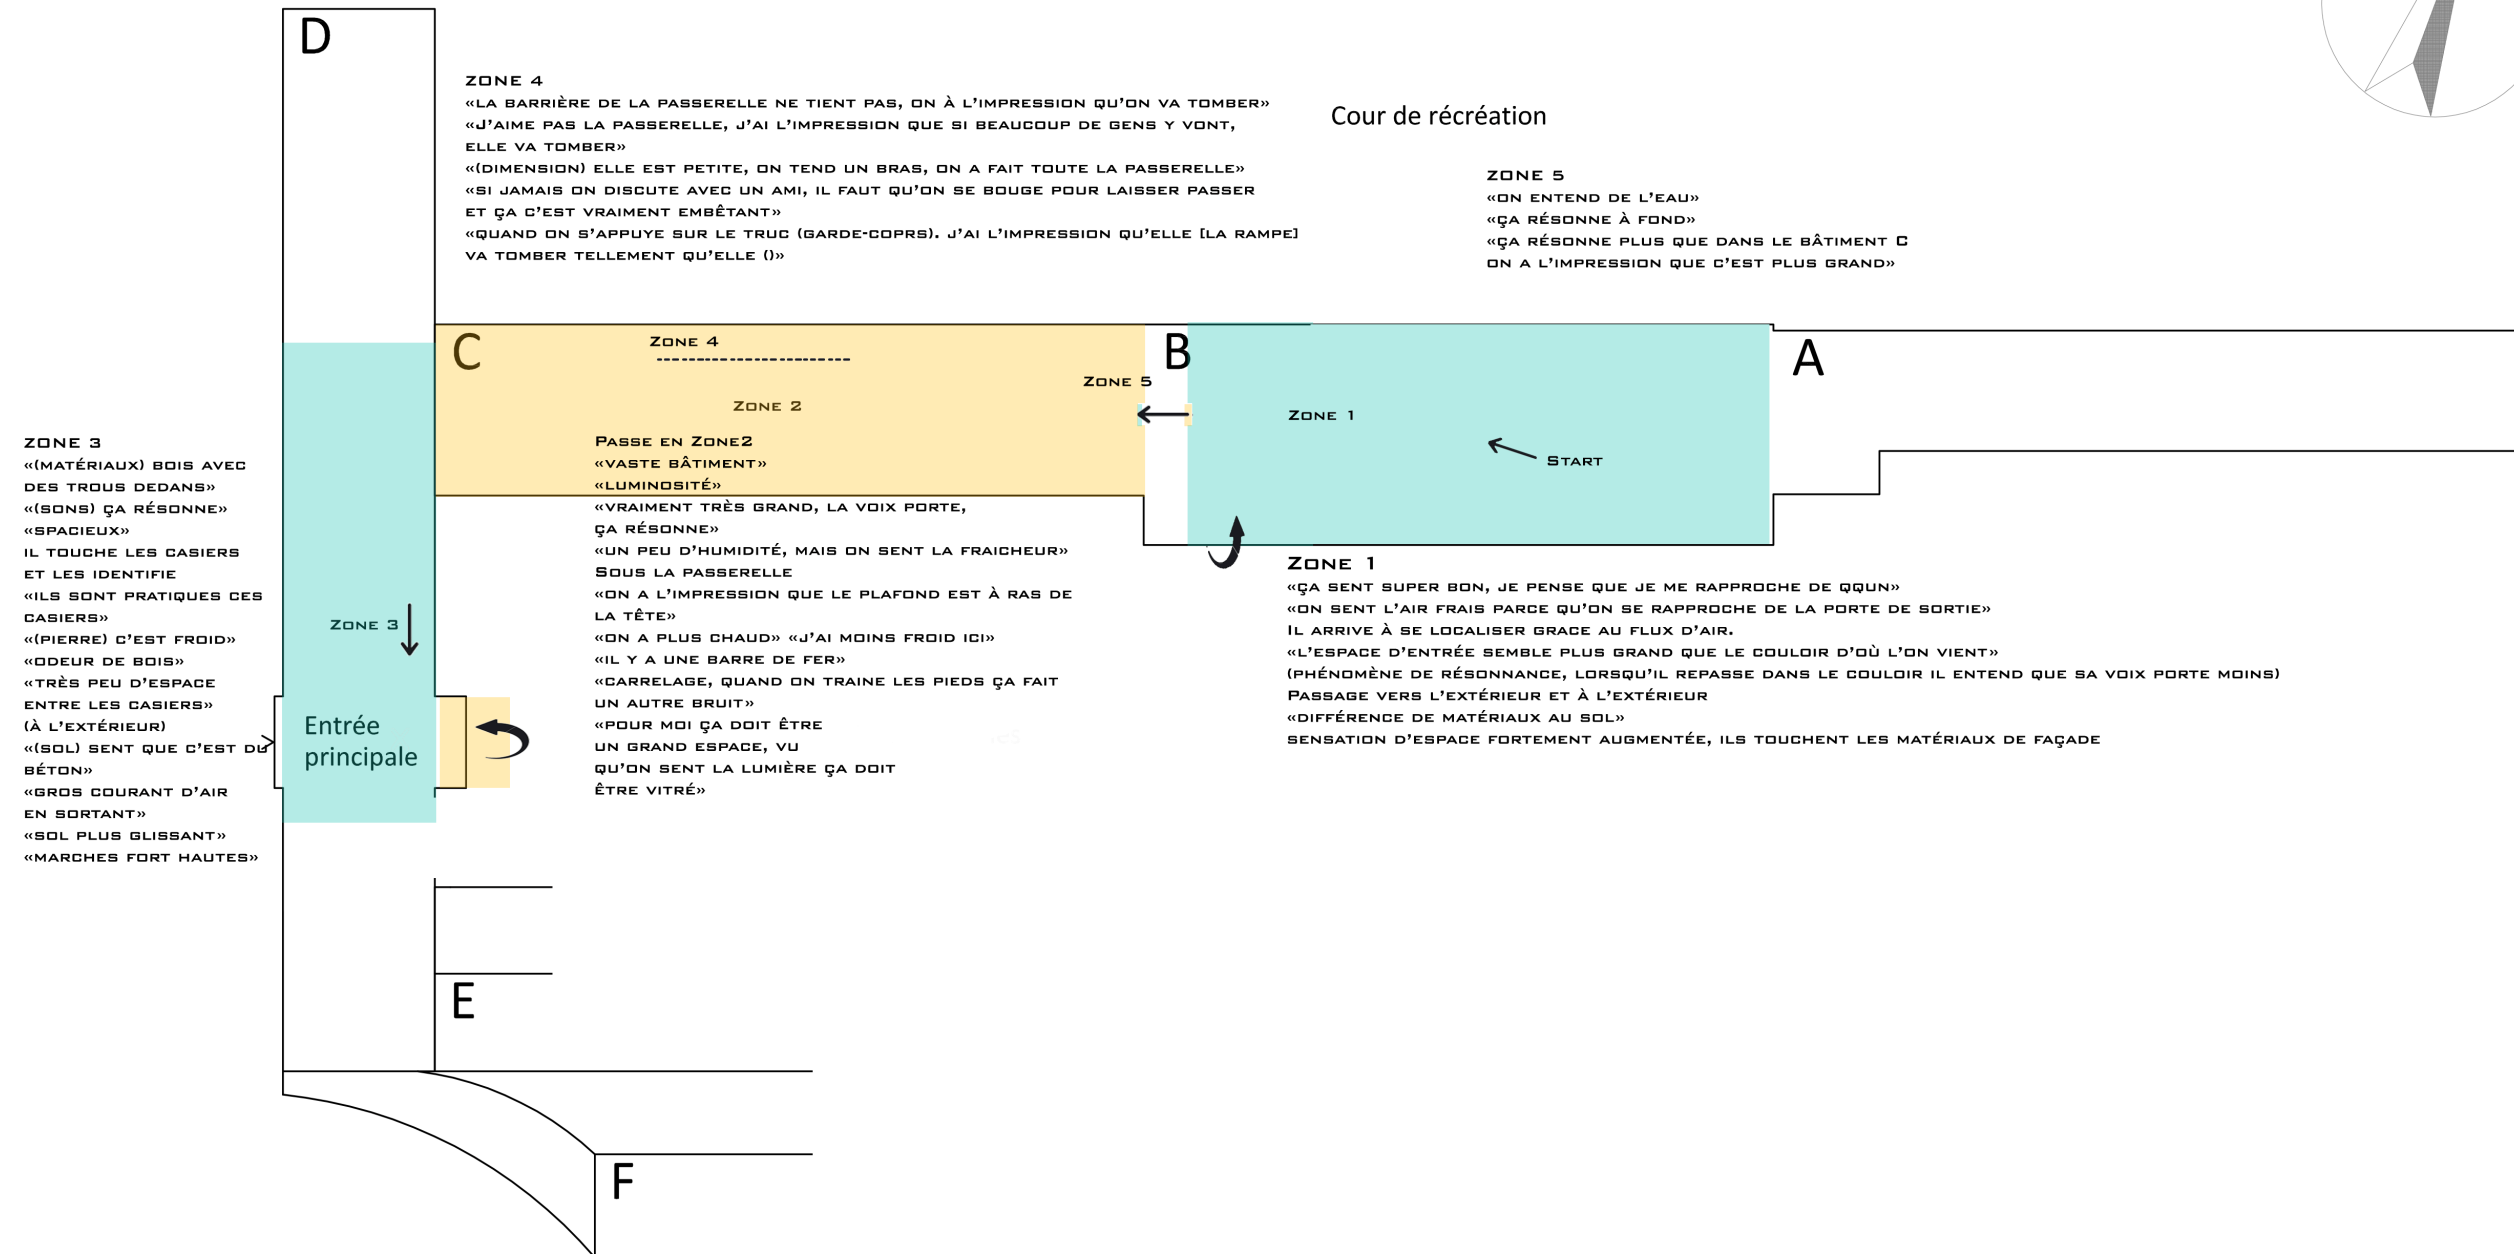 D
ZONE 4
«LA BARRIÈRE DE LA PASSERELLE NE TIENT PAS, ON À L'IMPRESSION QU'ON VA TOMBER»
«J'AIME PAS LA PASSERELLE, J'AI L'IMPRESSION QUE SI BEAUCOUP DE GENS Y VONT,
ELLE VA TOMBER»
«(DIMENSION) ELLE EST PETITE, ON TEND UN BRAS, ON A FAIT TOUTE LA PASSERELLE»
«SI JAMAIS ON DISCUTE AVEC UN AMI, IL FAUT QU'ON SE BOUGE POUR LAISSER PASSER
ET ÇA C'EST VRAIMENT EMBÊTANT»
«QUAND ON S'APPUYE SUR LE TRUC (GARDE-COPRS). J'AI L'IMPRESSION QU'ELLE [LA RAMPE]
VA TOMBER TELLEMENT QU'ELLE ()»
Cour de récréation
ZONE 5
«ON ENTEND DE L'EAU»
«ÇA RÉSONNE À FOND»
«ÇA RÉSONNE PLUS QUE DANS LE BÂTIMENT C
ON A L'IMPRESSION QUE C'EST PLUS GRAND»
C
Zone 4
Zone 2
Zone 5
B
Zone 1
Start
A
ZONE 3
«(MATÉRIAUX) BOIS AVEC
DES TROUS DEDANS»
«(SONS) ÇA RÉSONNE»
«SPACIEUX»
IL TOUCHE LES CASIERS
ET LES IDENTIFIE
«ILS SONT PRATIQUES CES
CASIERS»
«(PIERRE) C'EST FROID»
«ODEUR DE BOIS»
«TRÈS PEU D'ESPACE
ENTRE LES CASIERS»
(À L'EXTÉRIEUR)
«(SOL) SENT QUE C'EST DU
BÉTON»
«GROS COURANT D'AIR
EN SORTANT»
«SOL PLUS GLISSANT»
«MARCHES FORT HAUTES»
Zone 3
Entrée
principale
Passe en Zone2
«VASTE BÂTIMENT»
«LUMINOSITÉ»
«VRAIMENT TRÈS GRAND, LA VOIX PORTE,
ÇA RÉSONNE»
«UN PEU D'HUMIDITÉ, MAIS ON SENT LA FRAICHEUR»
Sous la passerelle
«ON A L'IMPRESSION QUE LE PLAFOND EST À RAS DE
LA TÊTE»
«ON A PLUS CHAUD» «J'AI MOINS FROID ICI»
«IL Y A UNE BARRE DE FER»
«CARRELAGE, QUAND ON TRAINE LES PIEDS ÇA FAIT
UN AUTRE BRUIT»
«POUR MOI ÇA DOIT ÊTRE
UN GRAND ESPACE, VU
QU'ON SENT LA LUMIÈRE ÇA DOIT
ÊTRE VITRÉ»
Zone 1
«ÇA SENT SUPER BON, JE PENSE QUE JE ME RAPPROCHE DE QQUN»
«ON SENT L'AIR FRAIS PARCE QU'ON SE RAPPROCHE DE LA PORTE DE SORTIE»
Il arrive à se localiser grace au flux d'air.
«L'ESPACE D'ENTRÉE SEMBLE PLUS GRAND QUE LE COULOIR D'OÙ L'ON VIENT»
(PHÉNOMÈNE DE RÉSONNANCE, LORSQU'IL REPASSE DANS LE COULOIR IL ENTEND QUE SA VOIX PORTE MOINS)
Passage vers l'extérieur et à l'extérieur
«DIFFÉRENCE DE MATÉRIAUX AU SOL»
SENSATION D'ESPACE FORTEMENT AUGMENTÉE, ILS TOUCHENT LES MATÉRIAUX DE FAÇADE
E
F